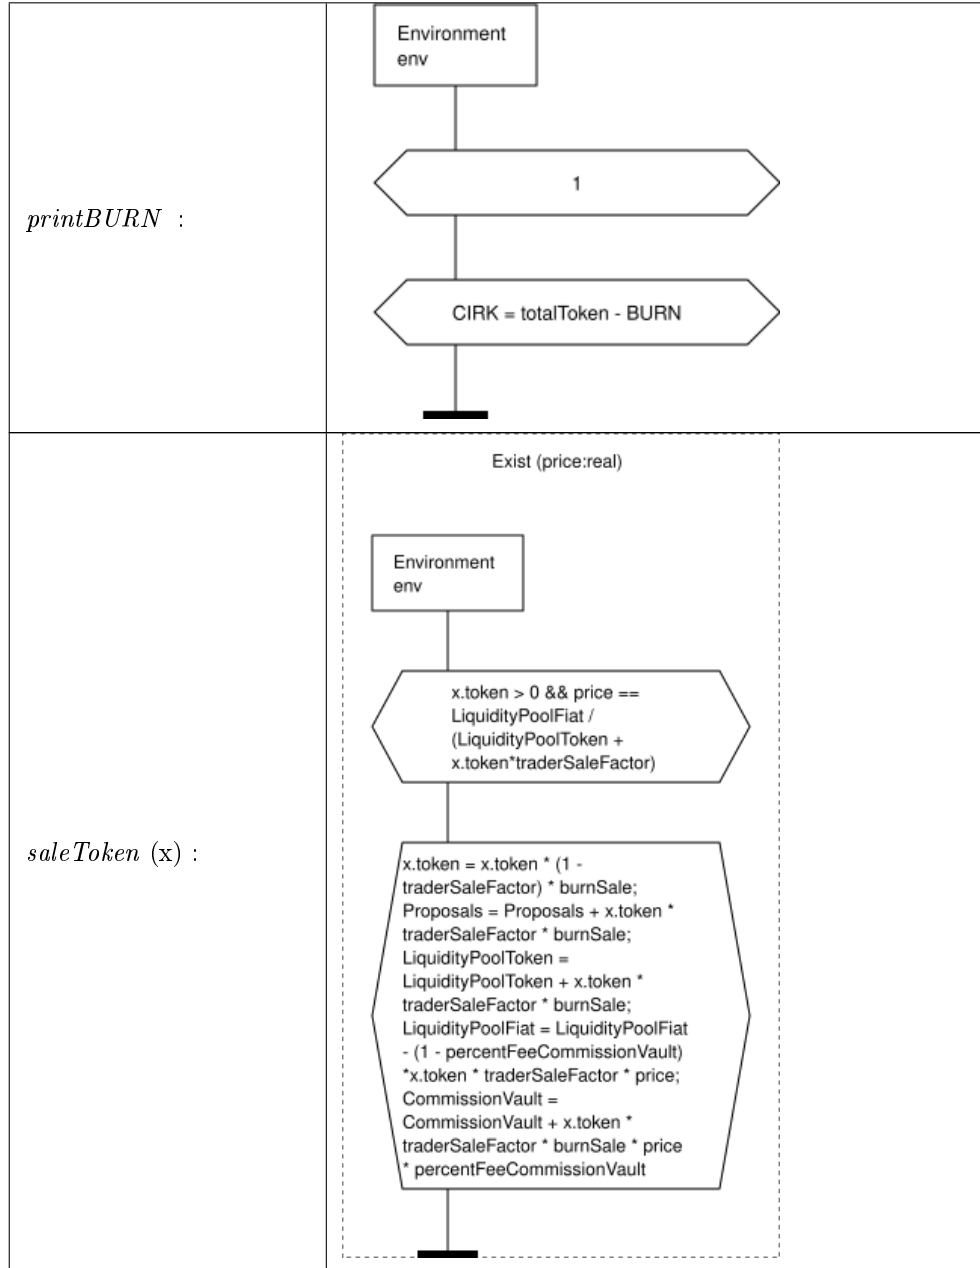 printBURN :
Environment
env
1
CIRK = totalToken - BURN
saleToken (x) :
Exist (price:real)
Environment
env
x.token > 0 && price ==
LiquidityPoolFiat /
(LiquidityPoolToken +
x.token*traderSaleFactor)
x.token = x.token * (1 -
traderSaleFactor) * burnSale;
Proposals = Proposals + x.token *
traderSaleFactor * burnSale;
LiquidityPoolToken =
LiquidityPoolToken + x.token *
traderSaleFactor * burnSale;
LiquidityPoolFiat = LiquidityPoolFiat
- (1 - percentFeeCommissionVault)
*x.token * traderSaleFactor * price;
CommissionVault =
CommissionVault + x.token *
traderSaleFactor * burnSale * price
* percentFeeCommissionVault